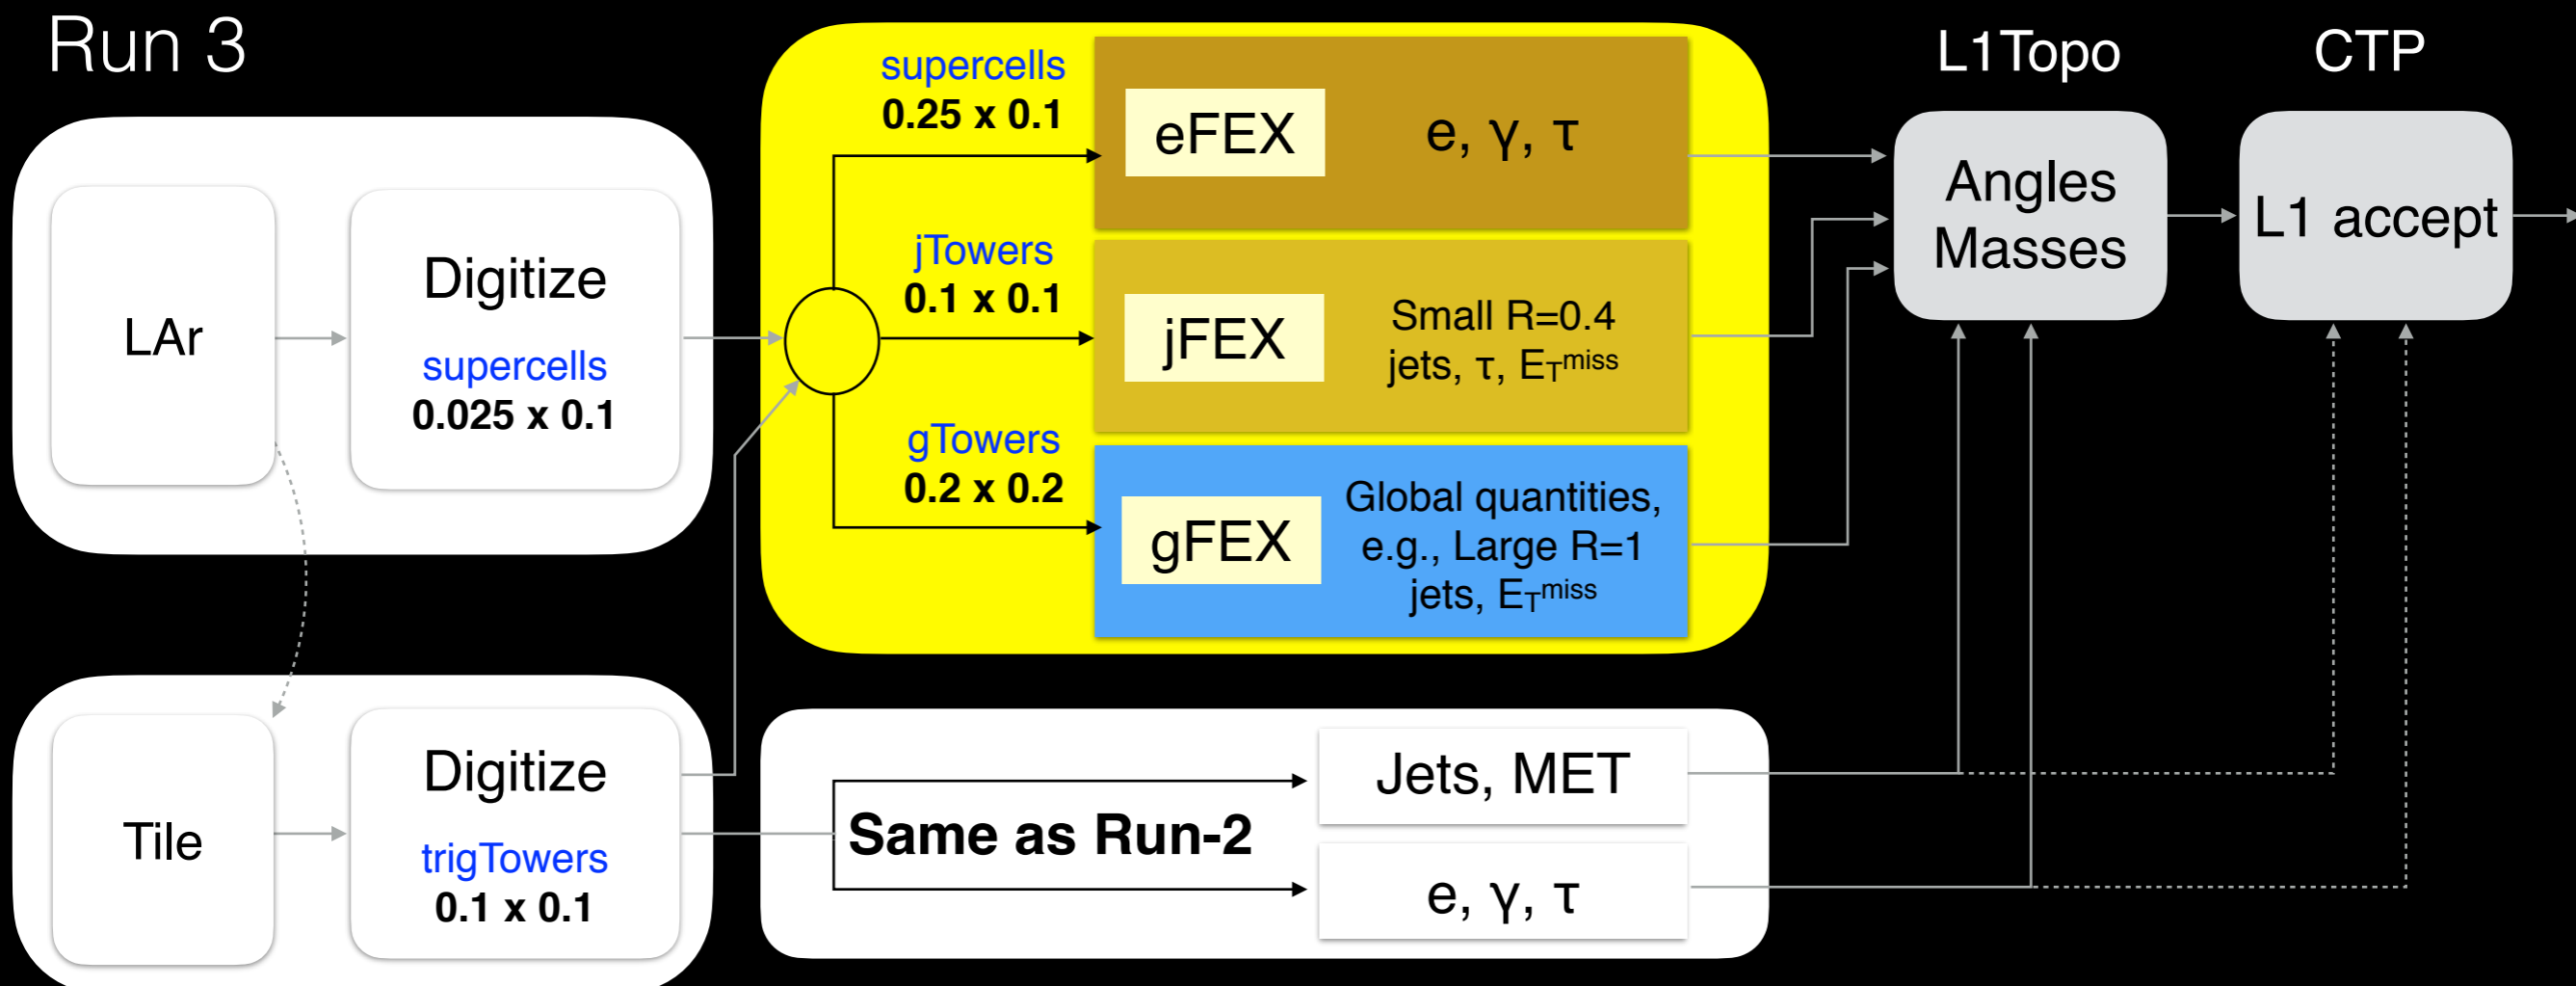 Run 3
LAr
Digitize
supercells
0.025 x 0.1
Tile
Digitize
trigTowers
0.1 x 0.1
supercells
0.25 x 0.1
eFEX
e, γ, τ
jTowers
0.1 x 0.1
jFEX
Small R=0.4
jets, τ, ETmiss
gTowers
0.2 x 0.2
gFEX
Global quantities,
e.g., Large R=1
jets, ETmiss
Same as Run-2
Jets, MET
e, γ, τ
L1Topo
Angles
Masses
CTP
L1 accept